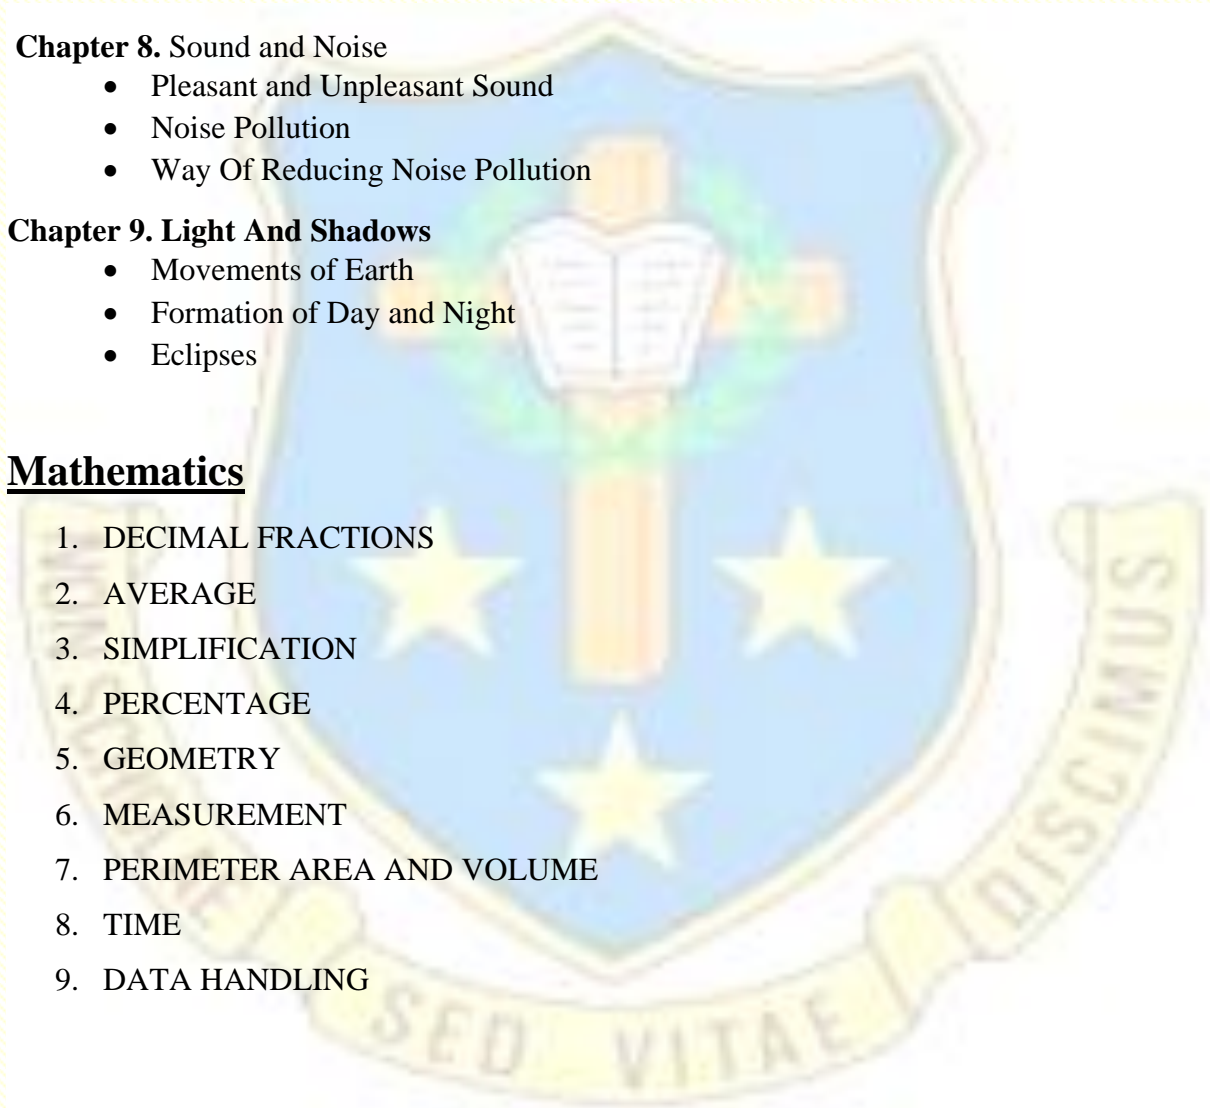 Chapter 8. Sound and Noise
• Pleasant and Unpleasant Sound
• Noise Pollution
• Way Of Reducing Noise Pollution
Chapter 9. Light And Shadows
• Movements of Earth
• Formation of Day and Night
• Eclipses
Mathematics
1. DECIMAL FRACTIONS
2. AVERAGE
3. SIMPLIFICATION
4. PERCENTAGE
5. GEOMETRY
6. MEASUREMENT
7. PERIMETER AREA AND VOLUME
8. TIME
9. DATA HANDLING
SED VITAE DISCIMUS